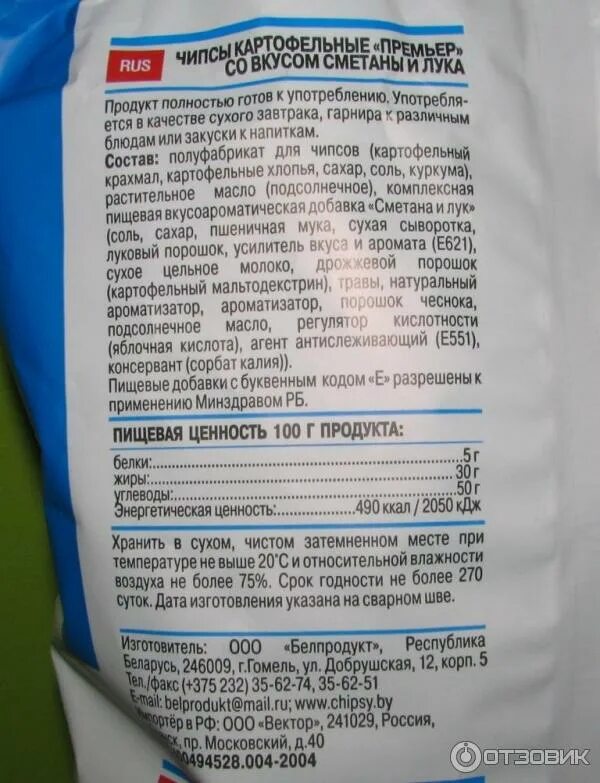 RUS
ЧИПСЫ КАРТОФЕЛЬНЫЕ «ПРЕМЬЕР»
СО ВКУСОМ СМЕТАНЫ И ЛУКА
Продукт полностью готов к употреблению. Употребля-
ется в качестве сухого завтрака, гарнира к различным
блюдам или закуски к напиткам.
Состав: полуфабрикат для чипсов (картофельный
крахмал, картофельные хлопья, сахар, соль, куркума),
растительное масло (подсолнечное), комплексная
пищевая вкусоароматическая добавка «Сметана и лук»
(соль, сахар, пшеничная мука, сухая сыворотка,
луковый порошок, усилитель вкуса и аромата (Е621),
сухое цельное молоко, дрожжевой порошок
(картофельный мальтодекстрин), травы, натуральный
ароматизатор, ароматизатор, порошок чеснока,
подсолнечное масло, регулятор кислотности
(яблочная кислота), агент антислеживающий (Е551),
консервант (сорбат калия)).
Пищевые добавки с буквенным кодом «Е» разрешены к
применению Минздравом РБ.
ПИЩЕВАЯ ЦЕННОСТЬ 100 Г ПРОДУКТА:
белки:...5 г
жиры:...30 г
углеводы:...50 г
Энергетическая ценность:...490 ккал / 2050 кДж
Хранить в сухом, чистом затемненном месте при
температуре не выше 20°С и относительной влажности
воздуха не более 75%. Срок годности не более 270
суток. Дата изготовления указана на сварном шве.
Изготовитель: ООО «Белпродукт», Республика
Беларусь, 246009, г.Гомель, ул. Добрушская, 12, корп. 5
Тел./факс (+375 232) 35-62-74, 35-62-51
E-mail: belprodukt@mail.ru; www.chipsy.by
Импортёр в РФ: ООО «Вектор», 241029, Россия,
пр. Московский, д.40
00494528.004-2004
ОТЗОВИК